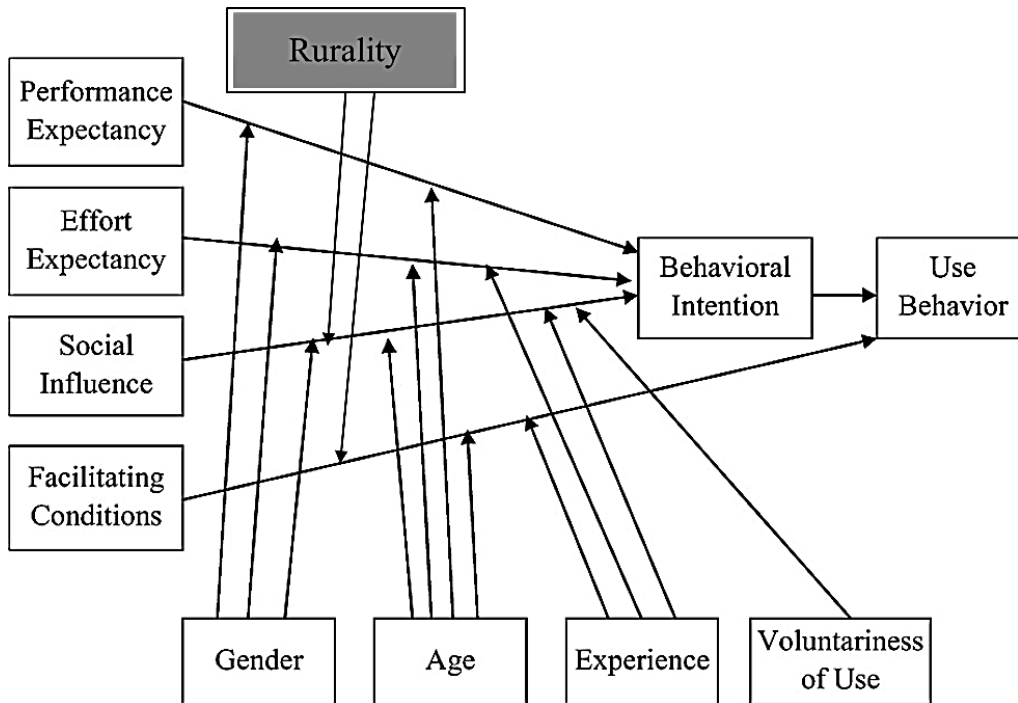 Rurality
Performance
Expectancy
Effort
Expectancy
Social
Influence
Facilitating
Conditions
Behavioral
Intention
Use
Behavior
Gender
Age
Experience
Voluntariness
of Use